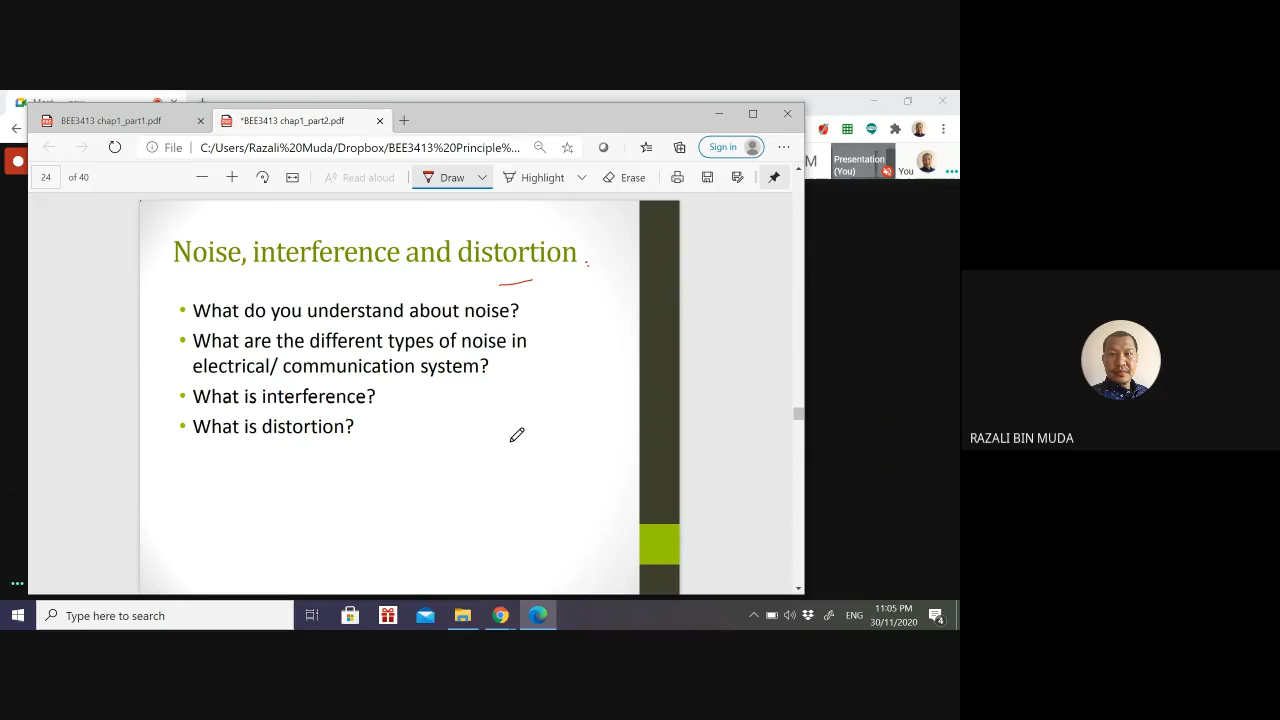 BEE3413 chap1_part1.pdf
*BEE3413 chap1_part2.pdf
File
C:/Users/Razali%20Muda/Dropbox/BEE3413%20Principle%...
Sign in
24 of 40
Read aloud
Draw
Highlight
Erase
M
Presentation
(You)
You
Noise, interference and distortion
• What do you understand about noise?
• What are the different types of noise in
electrical/ communication system?
• What is interference?
• What is distortion?
RAZALI BIN MUDA
Type here to search
ENG
11:05 PM
30/11/2020
4